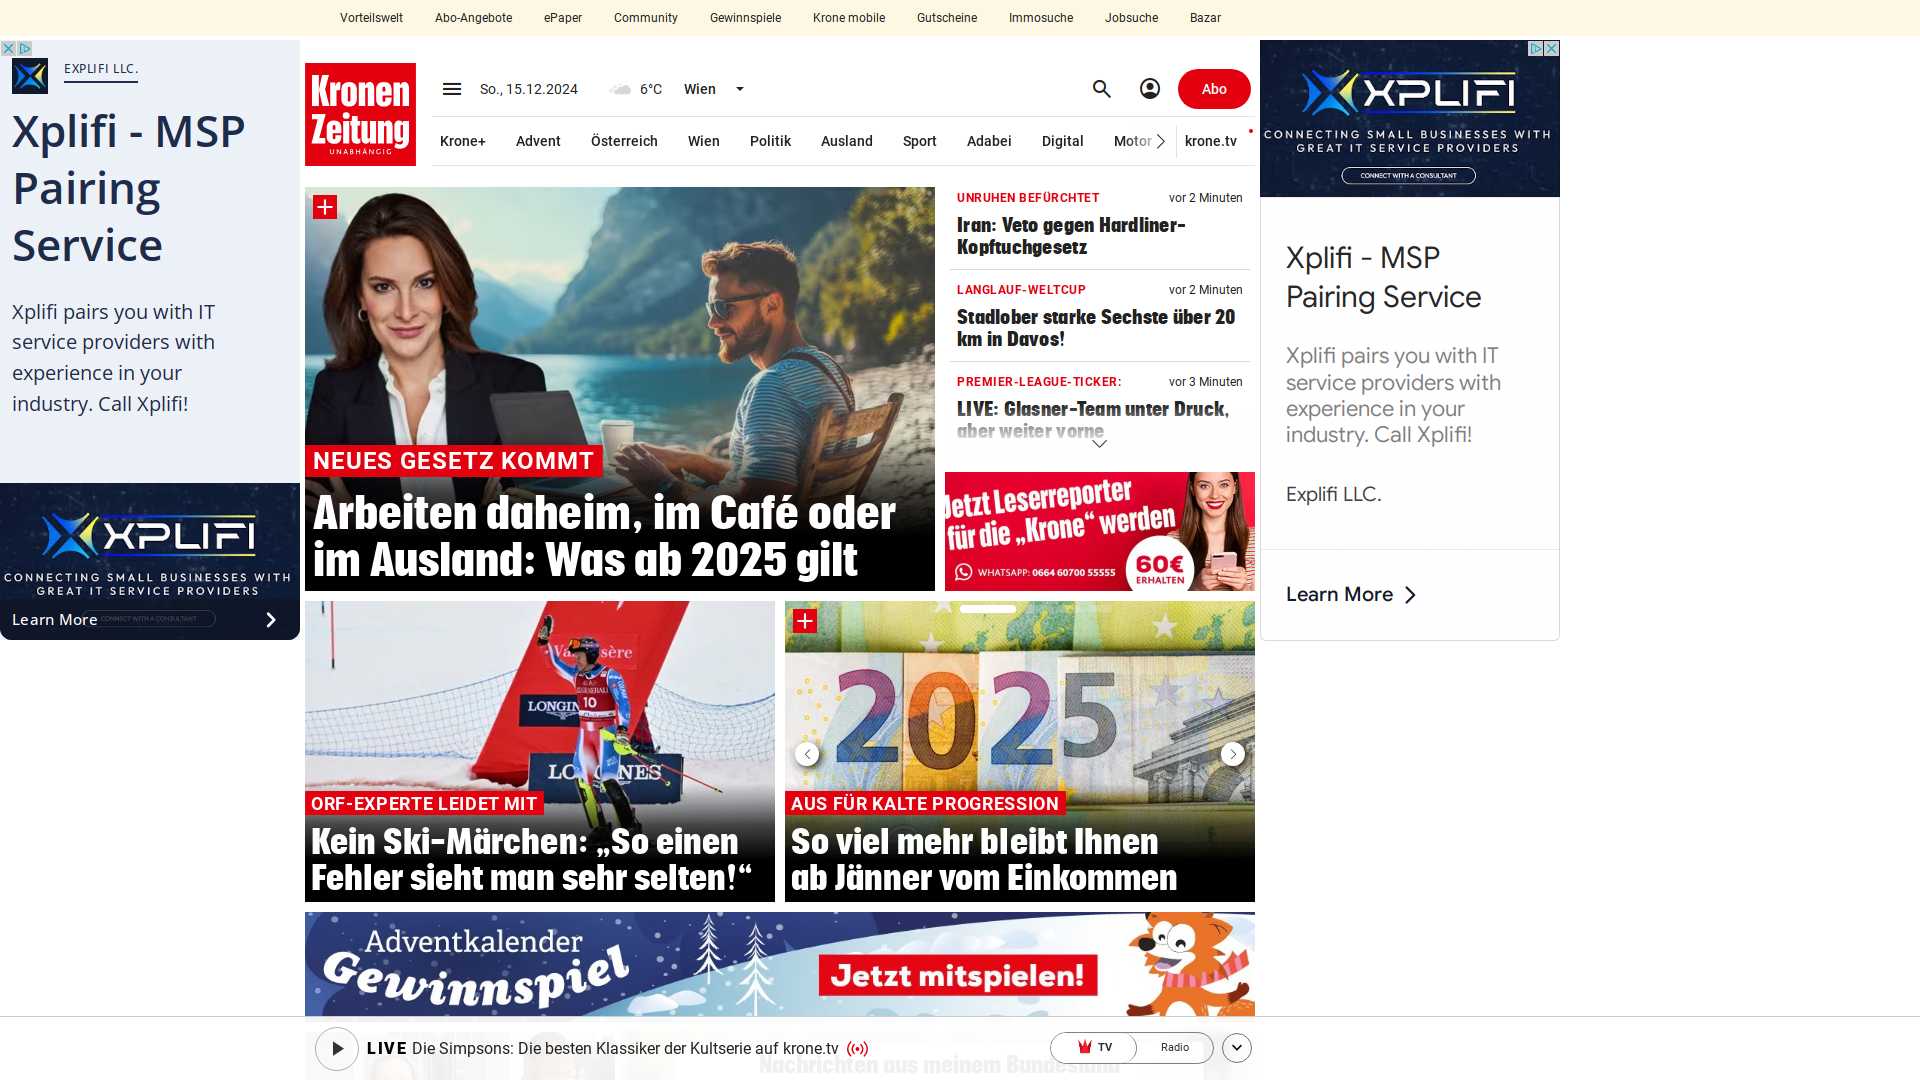 Vorteilswelt
Abo-Angebote
ePaper
Community
Gewinnspiele
Krone mobile
Gutscheine
Immosuche
Jobsuche
Bazar
EXPLIFI LLC.
Xplifi - MSP
Pairing
Service
Xplifi pairs you with IT
service providers with
experience in your
industry. Call Xplifi!
XPLIFI
CONNECTING SMALL BUSINESSES WITH
GREAT IT SERVICE PROVIDERS
CONNECT WITH A CONSULTANT
Learn More
Kronen
Zeitung
UNABHÄNGIG
So., 15.12.2024
6°C
Wien
Abo
Krone+
Advent
Österreich
Wien
Politik
Ausland
Sport
Adabei
Digital
Motor
krone.tv
NEUES GESETZ KOMMT
Arbeiten daheim, im Café oder
im Ausland: Was ab 2025 gilt
UNRUHEN BEFÜRCHTET
vor 2 Minuten
Iran: Veto gegen Hardliner-
Kopftuchgesetz
LANGLAUF-WELTCUP
vor 2 Minuten
Stadlober starke Sechste über 20
km in Davos!
PREMIER-LEAGUE-TICKER:
vor 3 Minuten
LIVE: Glasner-Team unter Druck,
aber weiter vorne
Jetzt Leserreporter
für die „Krone“ werden
WHATSAPP: 0664 60700 55555
60€
ERHALTEN
Val
sère
10
LONGIN
LONGINES
ORF-EXPERTE LEIDET MIT
Kein Ski-Märchen: „So einen
Fehler sieht man sehr selten!“
2025
AUS FÜR KALTE PROGRESSION
So viel mehr bleibt Ihnen
ab Jänner vom Einkommen
Adventkalender
Gewinnspiel
Jetzt mitspielen!
LIVE Die Simpsons: Die besten Klassiker der Kultserie auf krone.tv
TV
Radio
Nachrichten aus meinem Bundesland
XPLIFI
CONNECTING SMALL BUSINESSES WITH
GREAT IT SERVICE PROVIDERS
CONNECT WITH A CONSULTANT
Xplifi - MSP
Pairing Service
Xplifi pairs you with IT
service providers with
experience in your
industry. Call Xplifi!
Explifi LLC.
Learn More